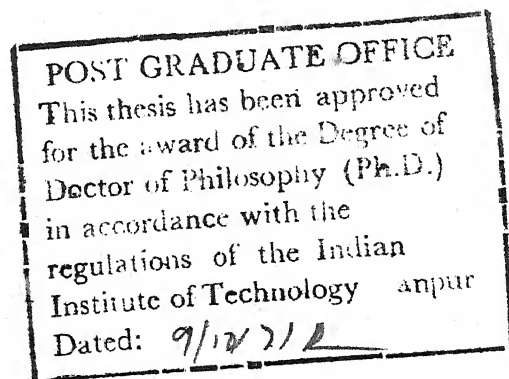 POST GRADUATE OFFICE
This thesis has been approved
for the award of the Degree of
Doctor of Philosophy (Ph.D.)
in accordance with the
regulations of the Indian
Institute of Technology anpur
Dated: